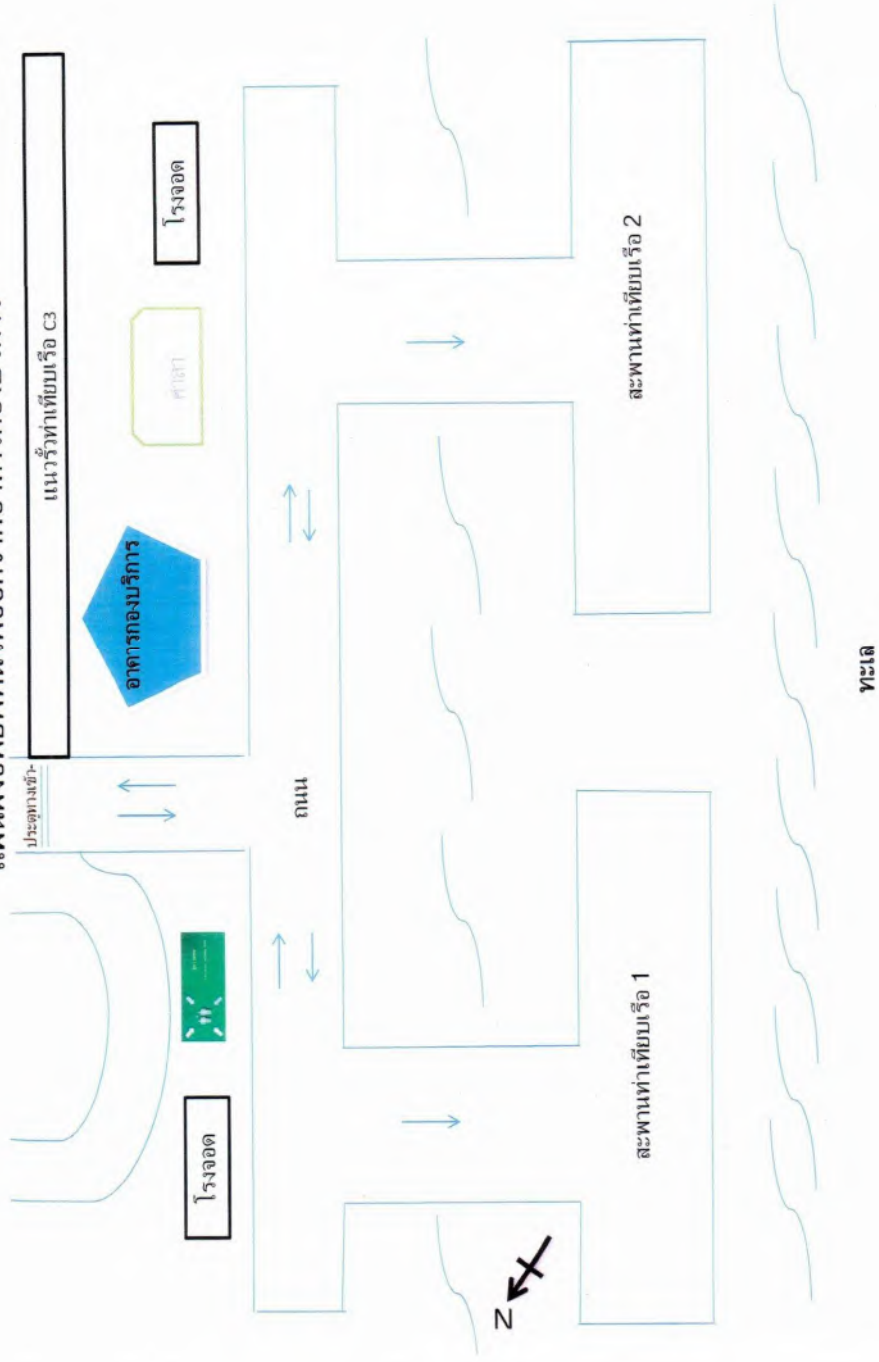 แนวรั้วท่าเทียบเรือ C3
ประตูทางเข้า-
อาคารกองบริการ
ศาลา
โรงจอด
โรงจอด
ถนน
สะพานท่าเทียบเรือ 1
สะพานท่าเทียบเรือ 2
N
ทะเล